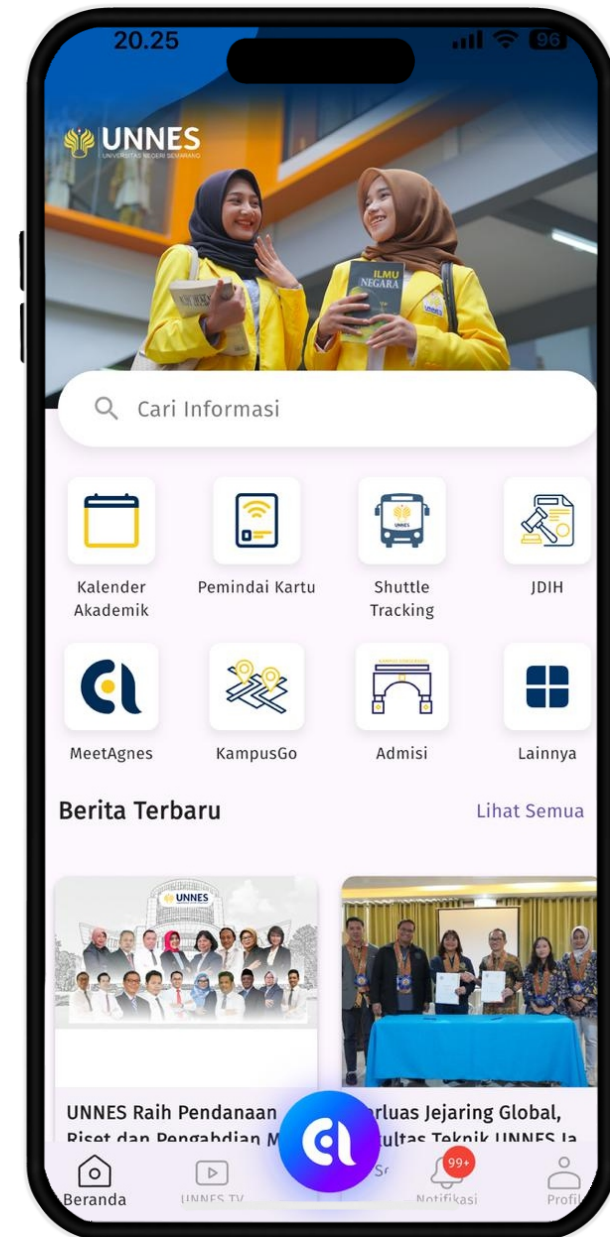 20.25
96
UNNES
UNIVERSITAS NEGERI SEMARANG
ILMU
NEGARA
Cari Informasi
UNNES
Kalender
Akademik
Pemindai Kartu
Shuttle
Tracking
JDIH
MeetAgnes
KampusGo
Admisi
Lainnya
Berita Terbaru
Lihat Semua
UNNES
UNNES Raih Pendanaan
Riset dan Pengabdian M
rluas Jejaring Global,
kultas Teknik UNNES Ja
99+
Beranda
UNNES TV
Notifikasi
Profil